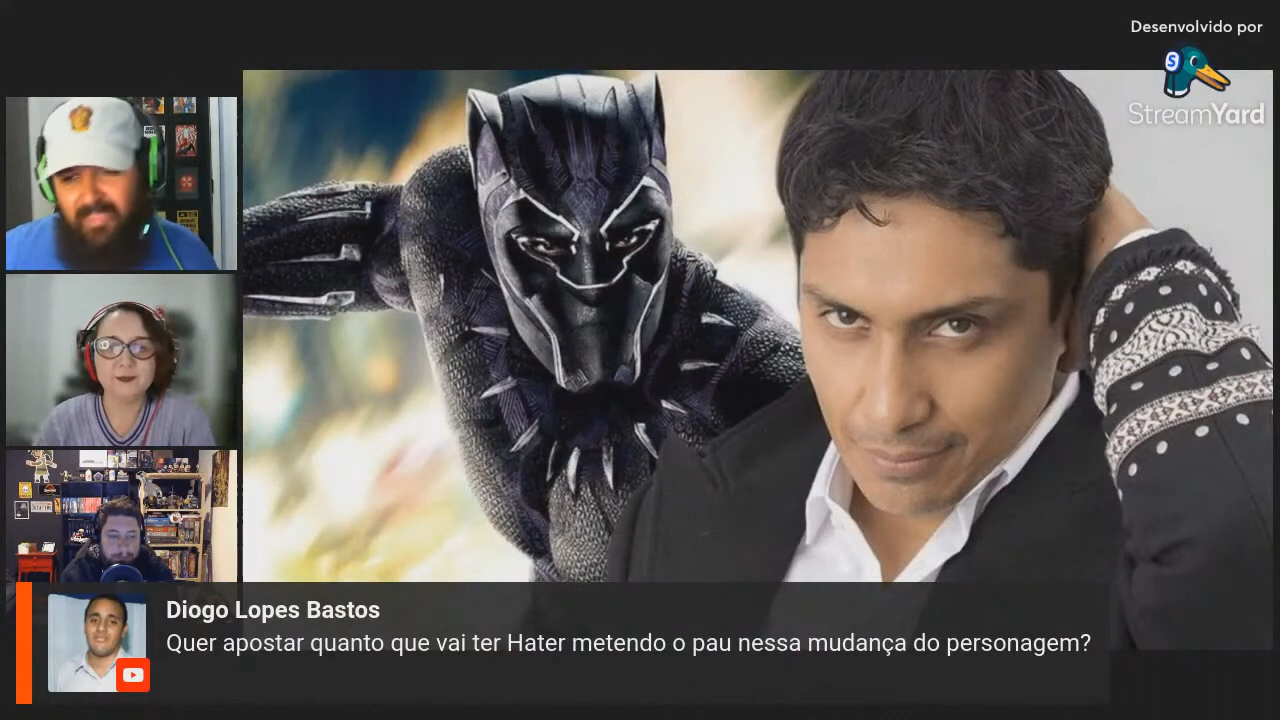 Desenvolvido por
S
StreamYard
Diogo Lopes Bastos
Quer apostar quanto que vai ter Hater metendo o pau nessa mudança do personagem?